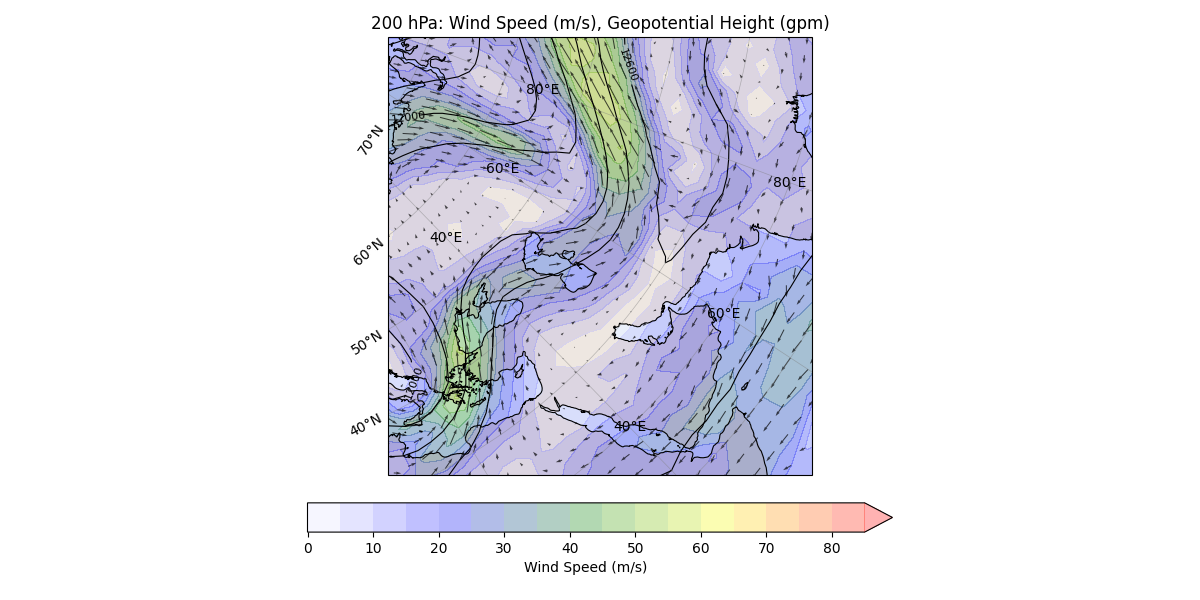 200 hPa: Wind Speed (m/s), Geopotential Height (gpm)
12600
80°E
12000
70°N
60°E
80°E
40°E
60°N
60°E
50°N
40°N
40°E
0 10 20 30 40 50 60 70 80
Wind Speed (m/s)